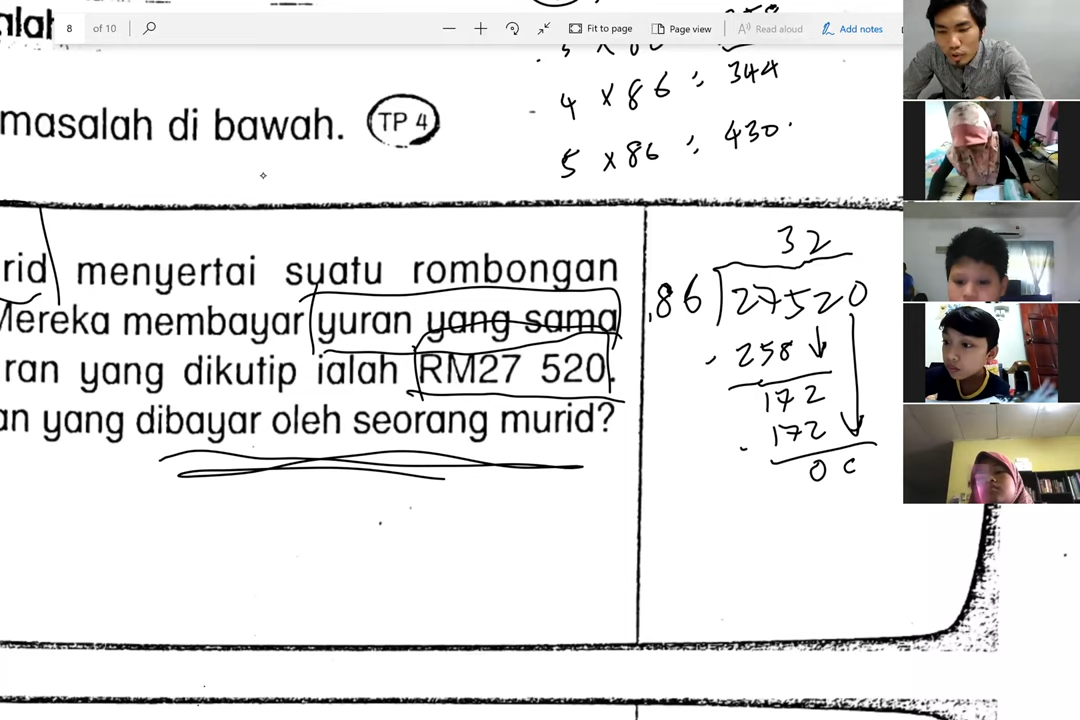 alah
8 of 10 Fit to page Page view Read aloud Add notes
4 × 86 : 344
masalah di bawah. TP 4
5 × 86 : 430
rid menyertai suatu rombongan
Mereka membayar yuran yang sama
ran yang dikutip ialah RM27 520.
an yang dibayar oleh seorang murid?
32
86 27520
258
172
172
0